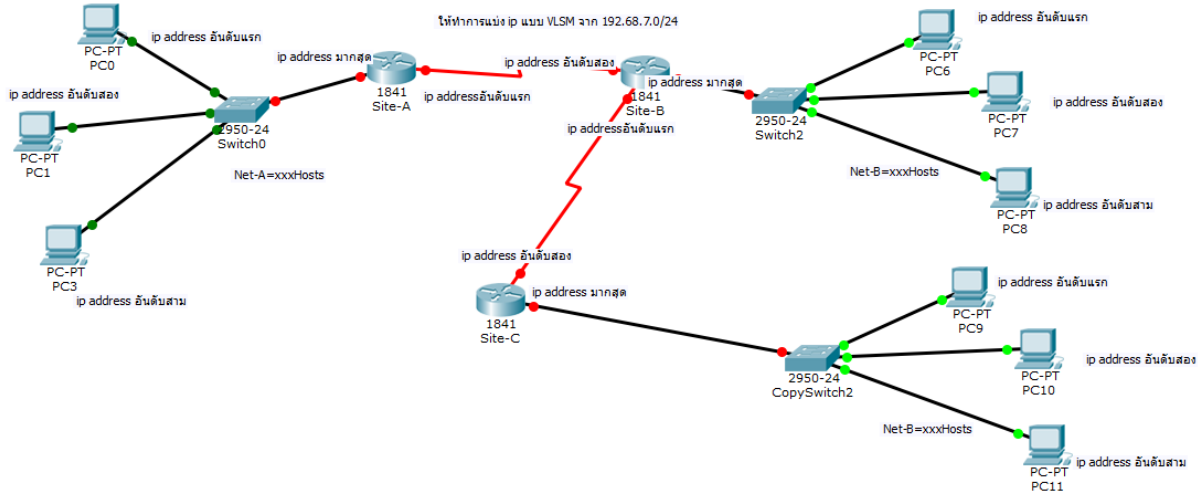 ให้ทำการแบ่ง ip แบบ VLSM จาก 192.68.7.0/24
PC-PT
PC0
ip address อันดับแรก
ip address มากสุด
1841
Site-A
ip addressอันดับแรก
ip address อันดับสอง
1841
Site-B
ip address มากสุด
ip addressอันดับแรก
ip address อันดับสอง
PC-PT
PC1
2950-24
Switch0
Net-A=xxxHosts
PC-PT
PC3
ip address อันดับสาม
2950-24
Switch2
ip address อันดับแรก
PC-PT
PC6
ip address อันดับสอง
PC-PT
PC7
Net-B=xxxHosts
PC-PT
PC8
ip address อันดับสาม
ip address อันดับสอง
ip address มากสุด
1841
Site-C
2950-24
CopySwitch2
ip address อันดับแรก
PC-PT
PC9
ip address อันดับสอง
PC-PT
PC10
Net-B=xxxHosts
PC-PT
PC11
ip address อันดับสาม